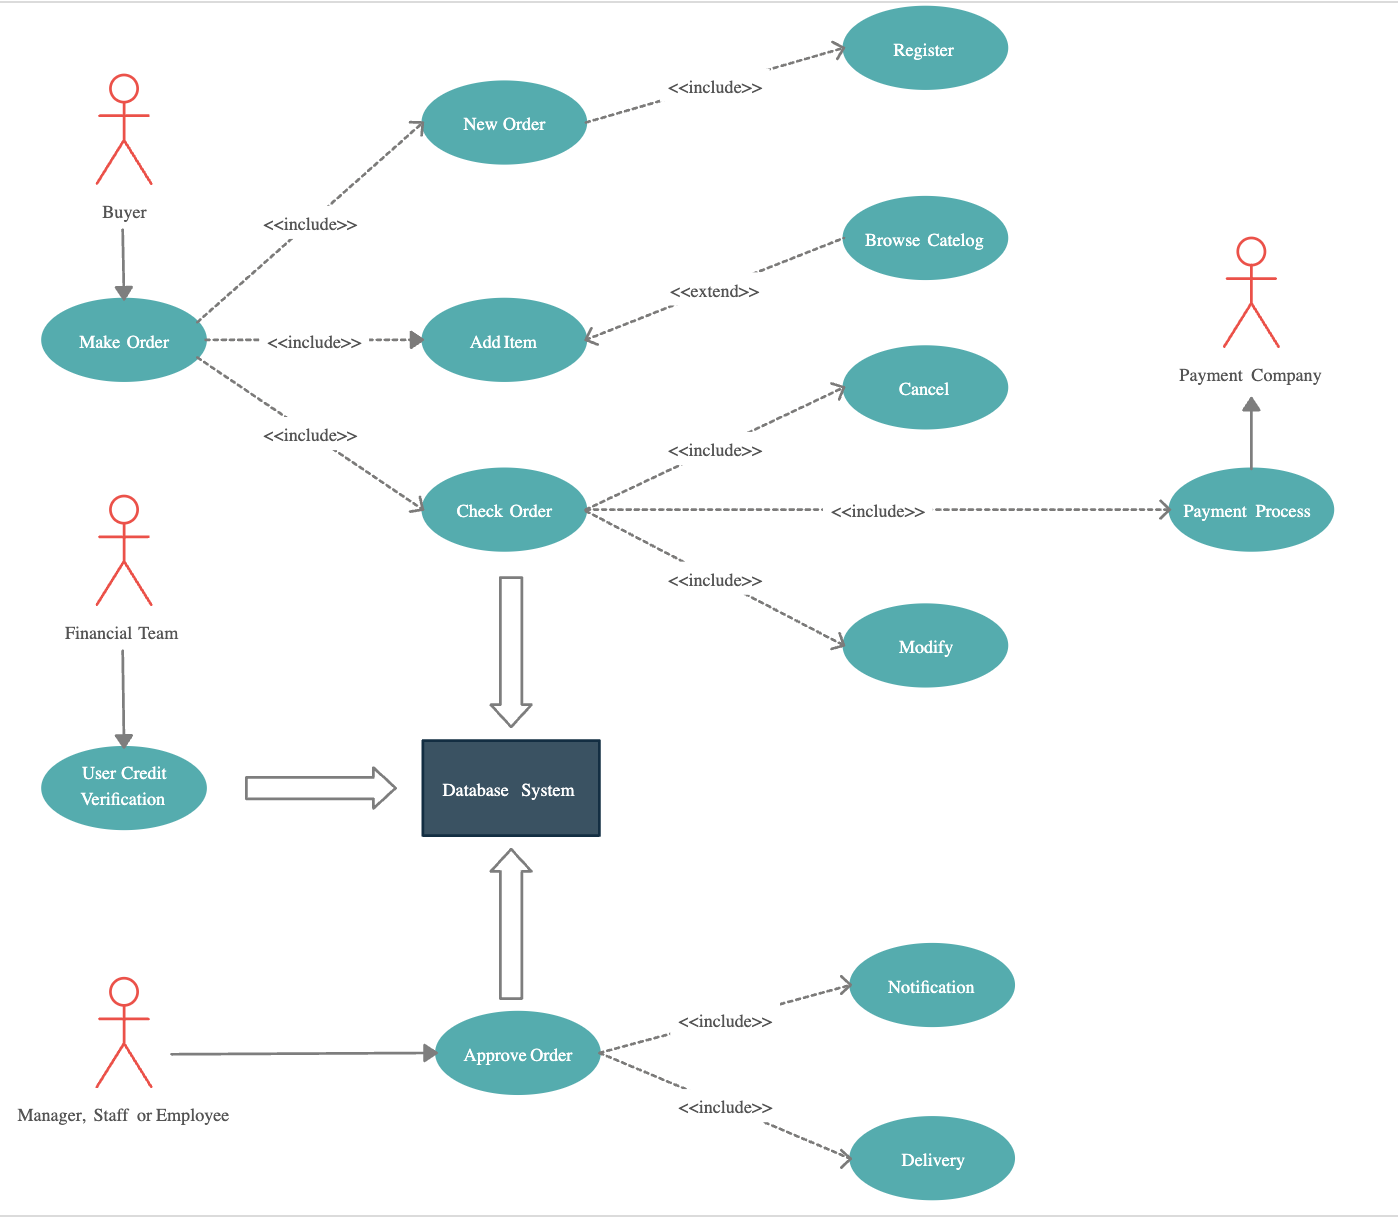 Register
<<include>>
New Order
Buyer
<<include>>
Browse Catelog
<<extend>>
Make Order
<<include>>
Add Item
Payment Company
Cancel
<<include>>
<<include>>
Check Order
<<include>>
Payment Process
<<include>>
Financial Team
Modify
User Credit
Verification
Database System
Notification
<<include>>
Approve Order
<<include>>
Manager, Staff or Employee
Delivery